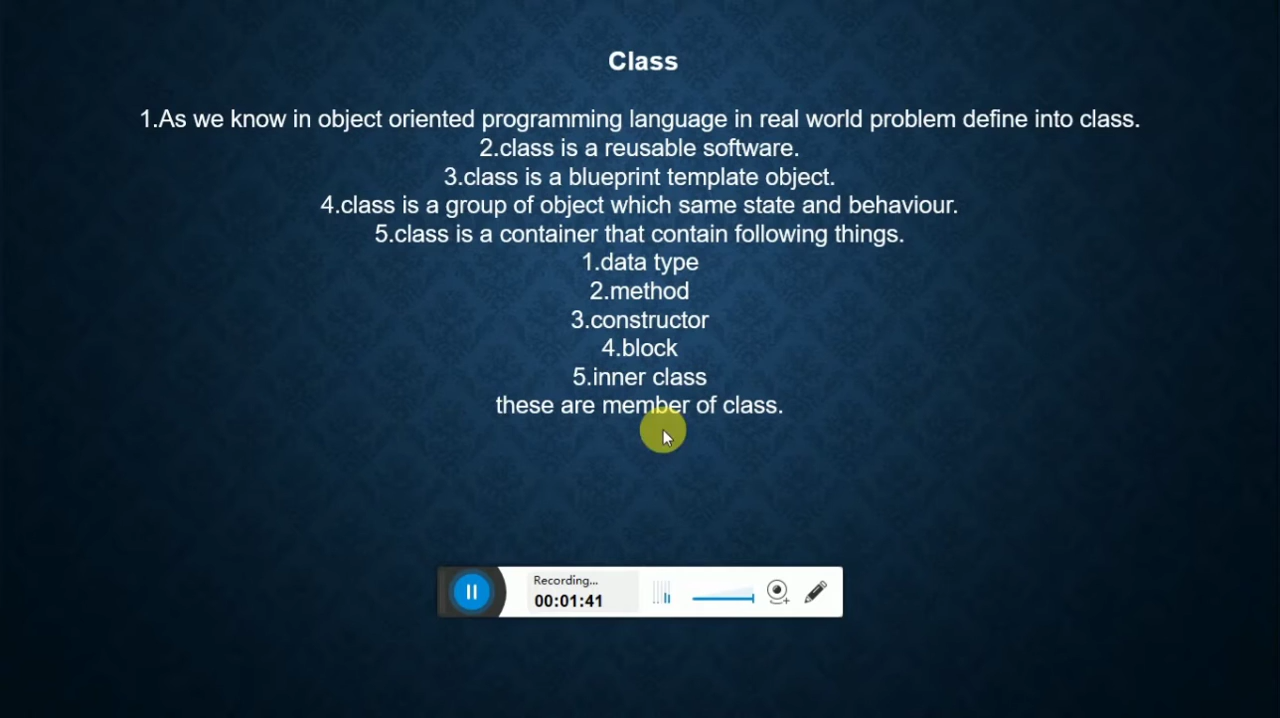 Class
1.As we know in object oriented programming language in real world problem define into class.
2.class is a reusable software.
3.class is a blueprint template object.
4.class is a group of object which same state and behaviour.
5.class is a container that contain following things.
1.data type
2.method
3.constructor
4.block
5.inner class
these are member of class.
Recording...
00:01:41